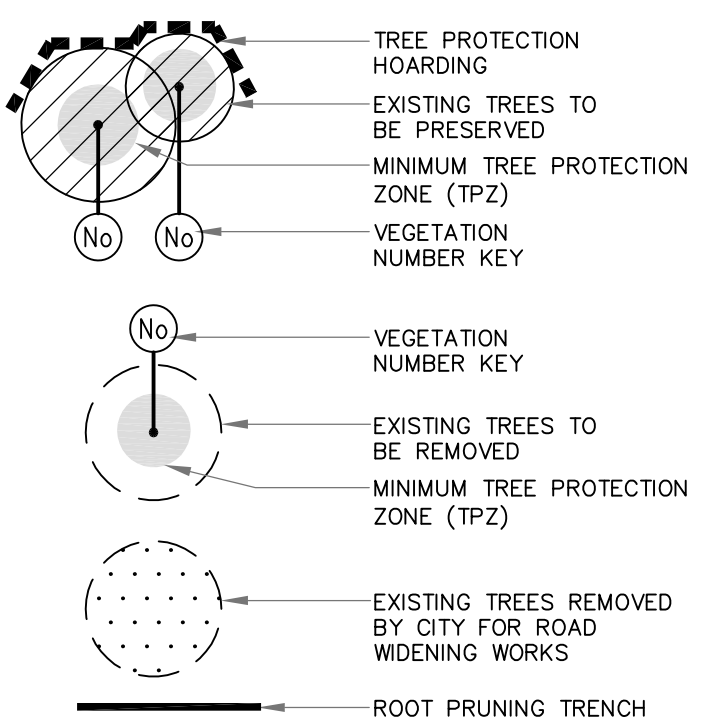 TREE PROTECTION
HOARDING
EXISTING TREES TO
BE PRESERVED
MINIMUM TREE PROTECTION
ZONE (TPZ)
No No
VEGETATION
NUMBER KEY
No
VEGETATION
NUMBER KEY
EXISTING TREES TO
BE REMOVED
MINIMUM TREE PROTECTION
ZONE (TPZ)
EXISTING TREES REMOVED
BY CITY FOR ROAD
WIDENING WORKS
ROOT PRUNING TRENCH